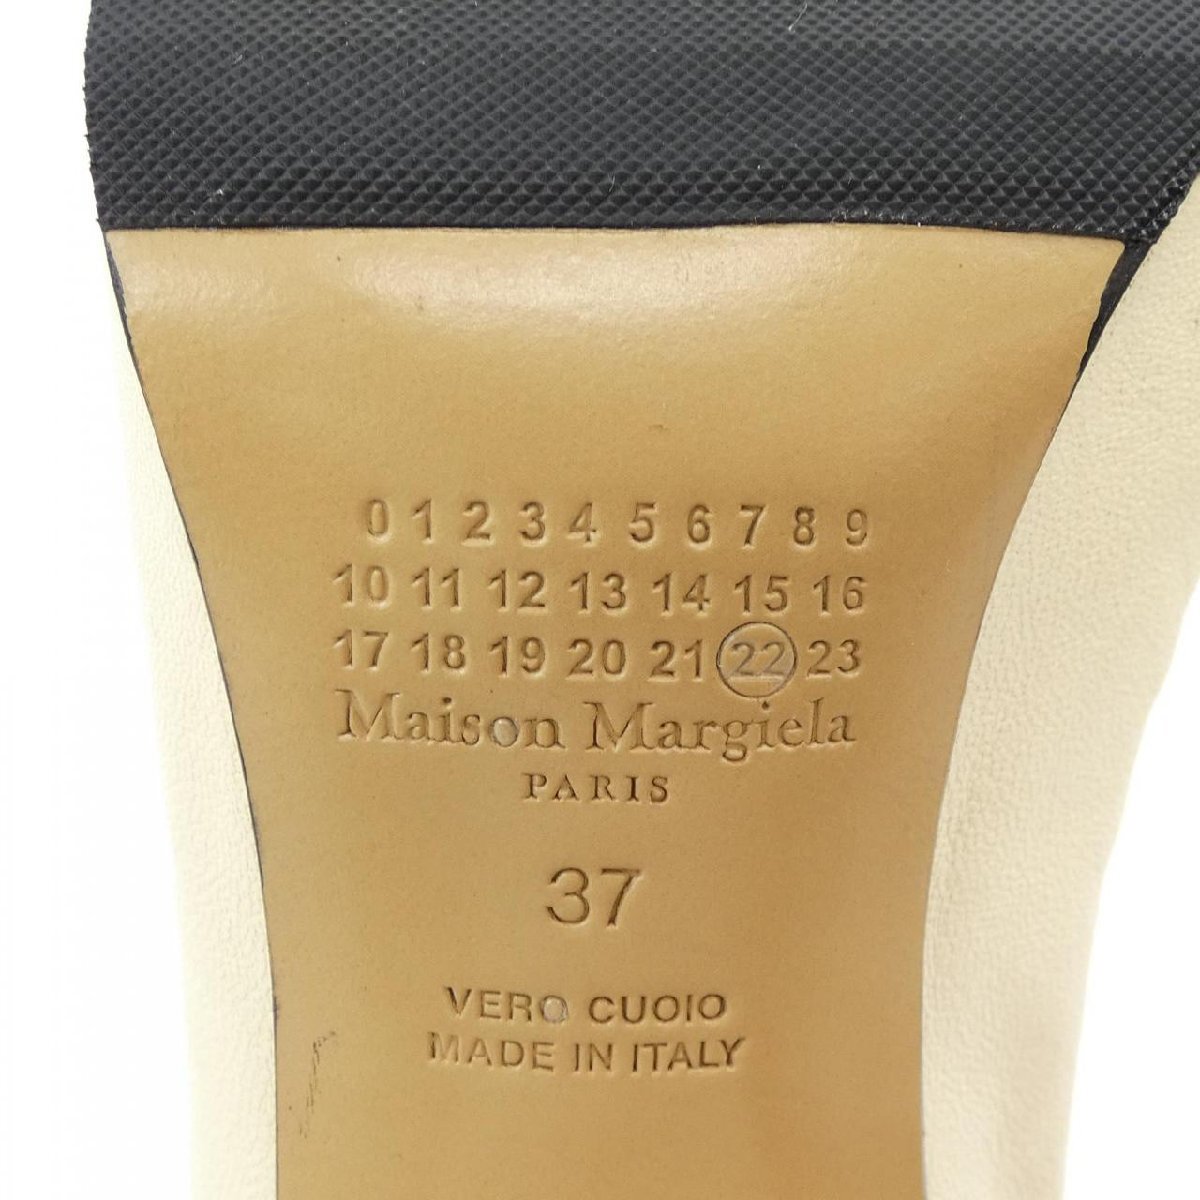 0 1 2 3 4 5 6 7 8 9
10 11 12 13 14 15 16
17 18 19 20 21 22 23
Maison Margiela
PARIS
37
VERO CUOIO
MADE IN ITALY